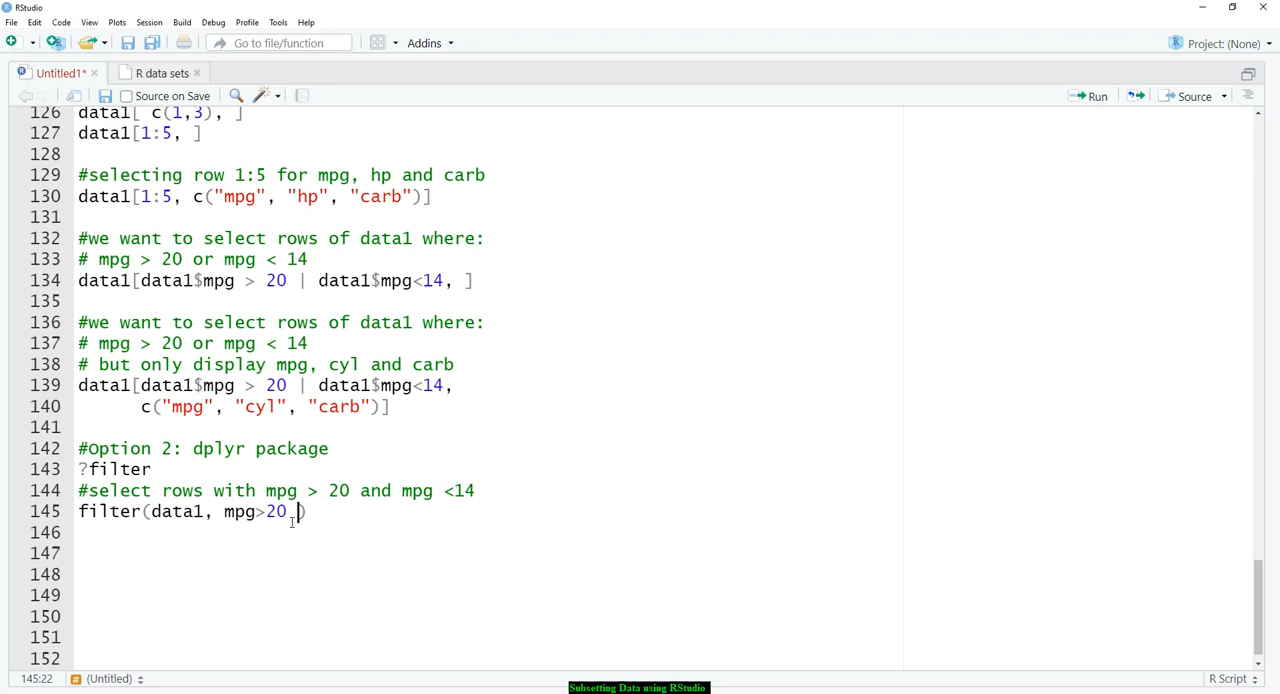 RStudio
File Edit Code View Plots Session Build Debug Profile Tools Help
Go to file/function Addins Project: (None)
Untitled1* R data sets
Source on Save Run Source
126 data1[ c(1,3), ]
127 data1[1:5, ]
128
129 #selecting row 1:5 for mpg, hp and carb
130 data1[1:5, c("mpg", "hp", "carb")]
131
132 #we want to select rows of data1 where:
133 # mpg > 20 or mpg < 14
134 data1[data1$mpg > 20 | data1$mpg<14, ]
135
136 #we want to select rows of data1 where:
137 # mpg > 20 or mpg < 14
138 # but only display mpg, cyl and carb
139 data1[data1$mpg > 20 | data1$mpg<14,
140 c("mpg", "cyl", "carb")]
141
142 #Option 2: dplyr package
143 ?filter
144 #select rows with mpg > 20 and mpg <14
145 filter(data1, mpg>20 )
146
147
148
149
150
151
152
145:22 (Untitled) R Script
Subsetting Data using RStudio